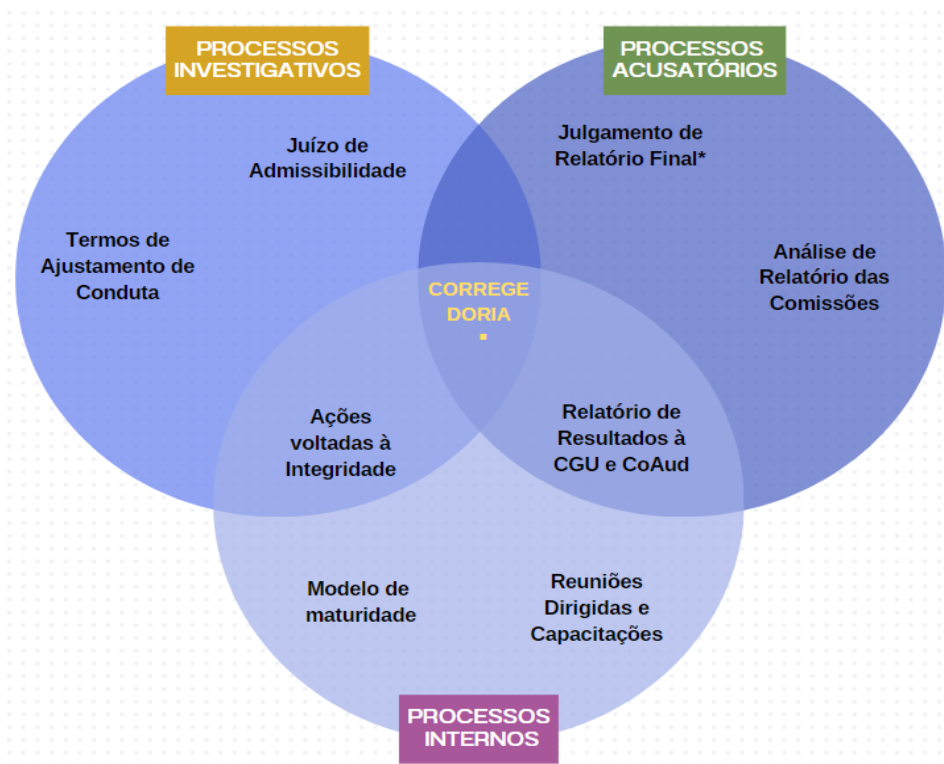 PROCESSOS
INVESTIGATIVOS
PROCESSOS
ACUSATÓRIOS
Juízo de
Admissibilidade
Julgamento de
Relatório Final*
Termos de
Ajustamento de
Conduta
Análise de
Relatório das
Comissões
CORREGE
DORIA
Ações
voltadas à
Integridade
Relatório de
Resultados à
CGU e CoAud
Modelo de
maturidade
Reuniões
Dirigidas e
Capacitações
PROCESSOS
INTERNOS